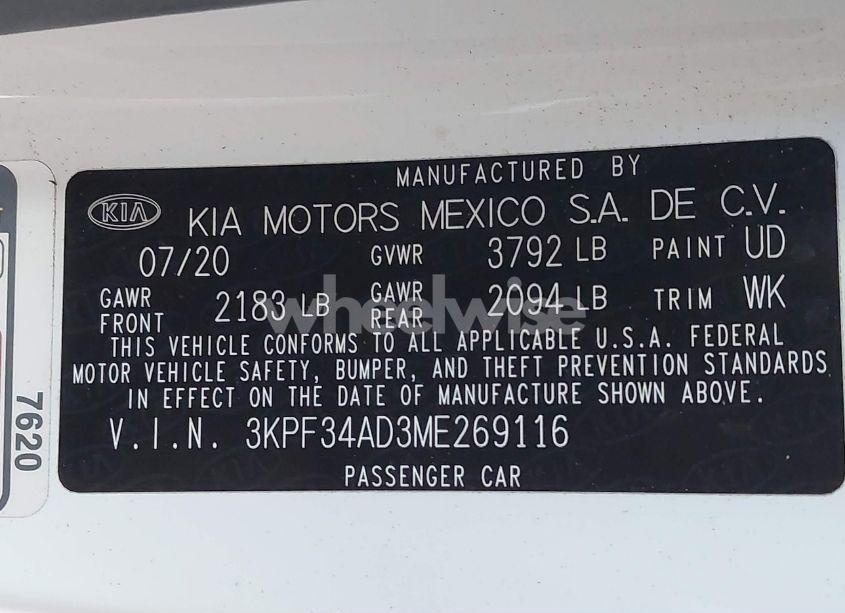 MANUFACTURED BY
KIA KIA MOTORS MEXICO S.A. DE C.V.
07/20 GVWR 3792 LB PAINT UD
GAWR FRONT 2183 LB GAWR REAR 2094 LB TRIM WK
THIS VEHICLE CONFORMS TO ALL APPLICABLE U.S.A. FEDERAL
MOTOR VEHICLE SAFETY, BUMPER, AND THEFT PREVENTION STANDARDS
IN EFFECT ON THE DATE OF MANUFACTURE SHOWN ABOVE.
V.I.N. 3KPF34AD3ME269116
PASSENGER CAR
7620
wheelwise